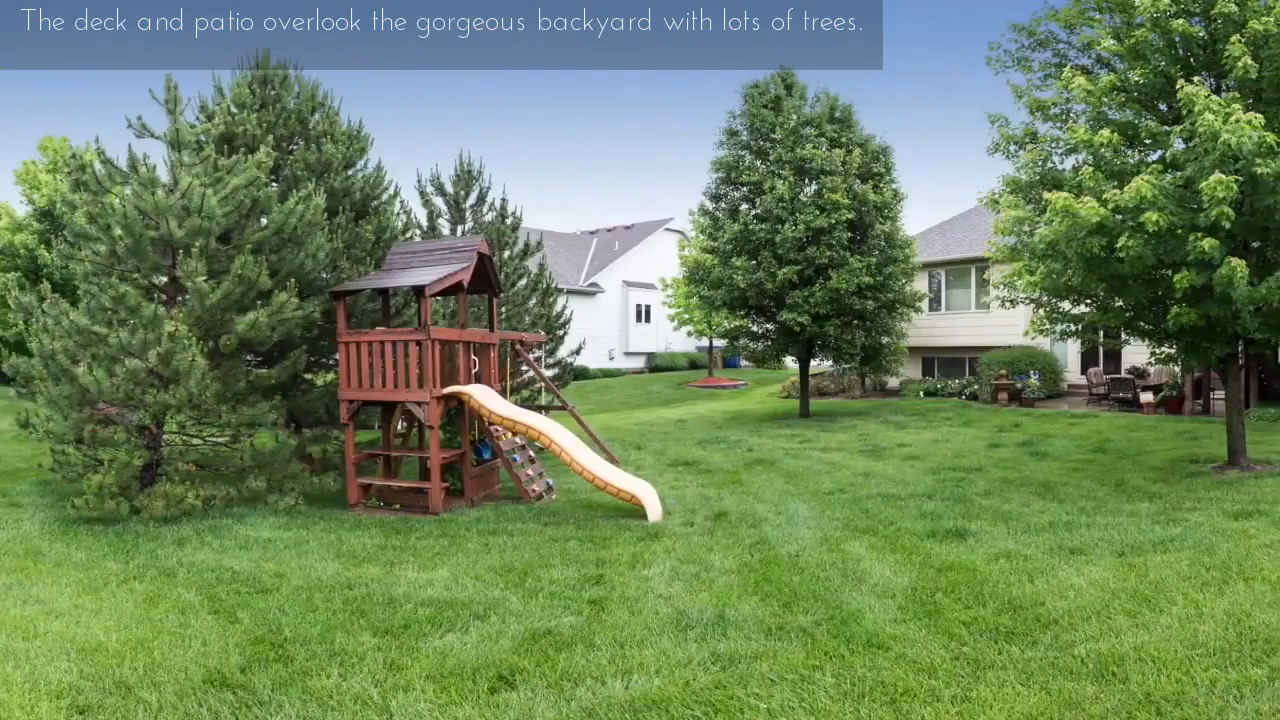 The deck and patio overlook the gorgeous backyard with lots of trees.